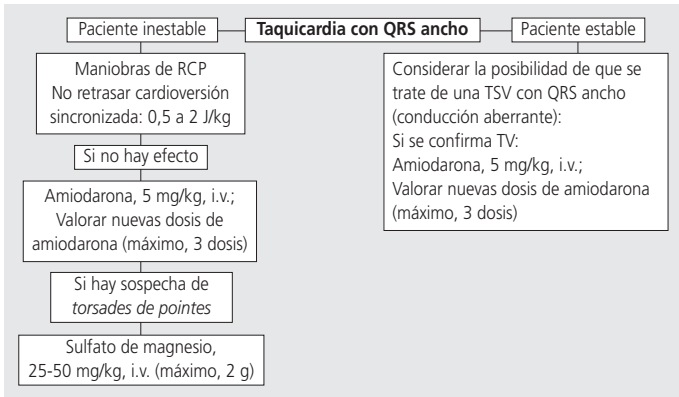 Paciente inestable
Taquicardia con QRS ancho
Paciente estable
Maniobras de RCP
No retrasar cardioversión
sincronizada: 0,5 a 2 J/kg
Si no hay efecto
Amiodarona, 5 mg/kg, i.v.;
Valorar nuevas dosis de
amiodarona (máximo, 3 dosis)
Si hay sospecha de
torsades de pointes
Sulfato de magnesio,
25-50 mg/kg, i.v. (máximo, 2 g)
Considerar la posibilidad de que se
trate de una TSV con QRS ancho
(conducción aberrante):
Si se confirma TV:
Amiodarona, 5 mg/kg, i.v.;
Valorar nuevas dosis de amiodarona
(máximo, 3 dosis)